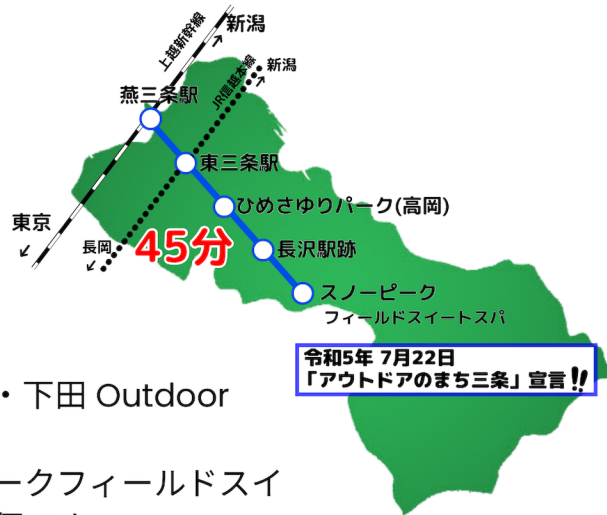 新潟
上越新幹線
新潟
JR信越本線
燕三条駅
東三条駅
東京
ひめさゆりパーク(高岡)
長岡
45分
長沢駅跡
スノーピーク
フィールドスイートスパ
令和5年 7月22日
「アウトドアのまち三条」宣言!!
・下田 Outdoor
ークフィールドスイ